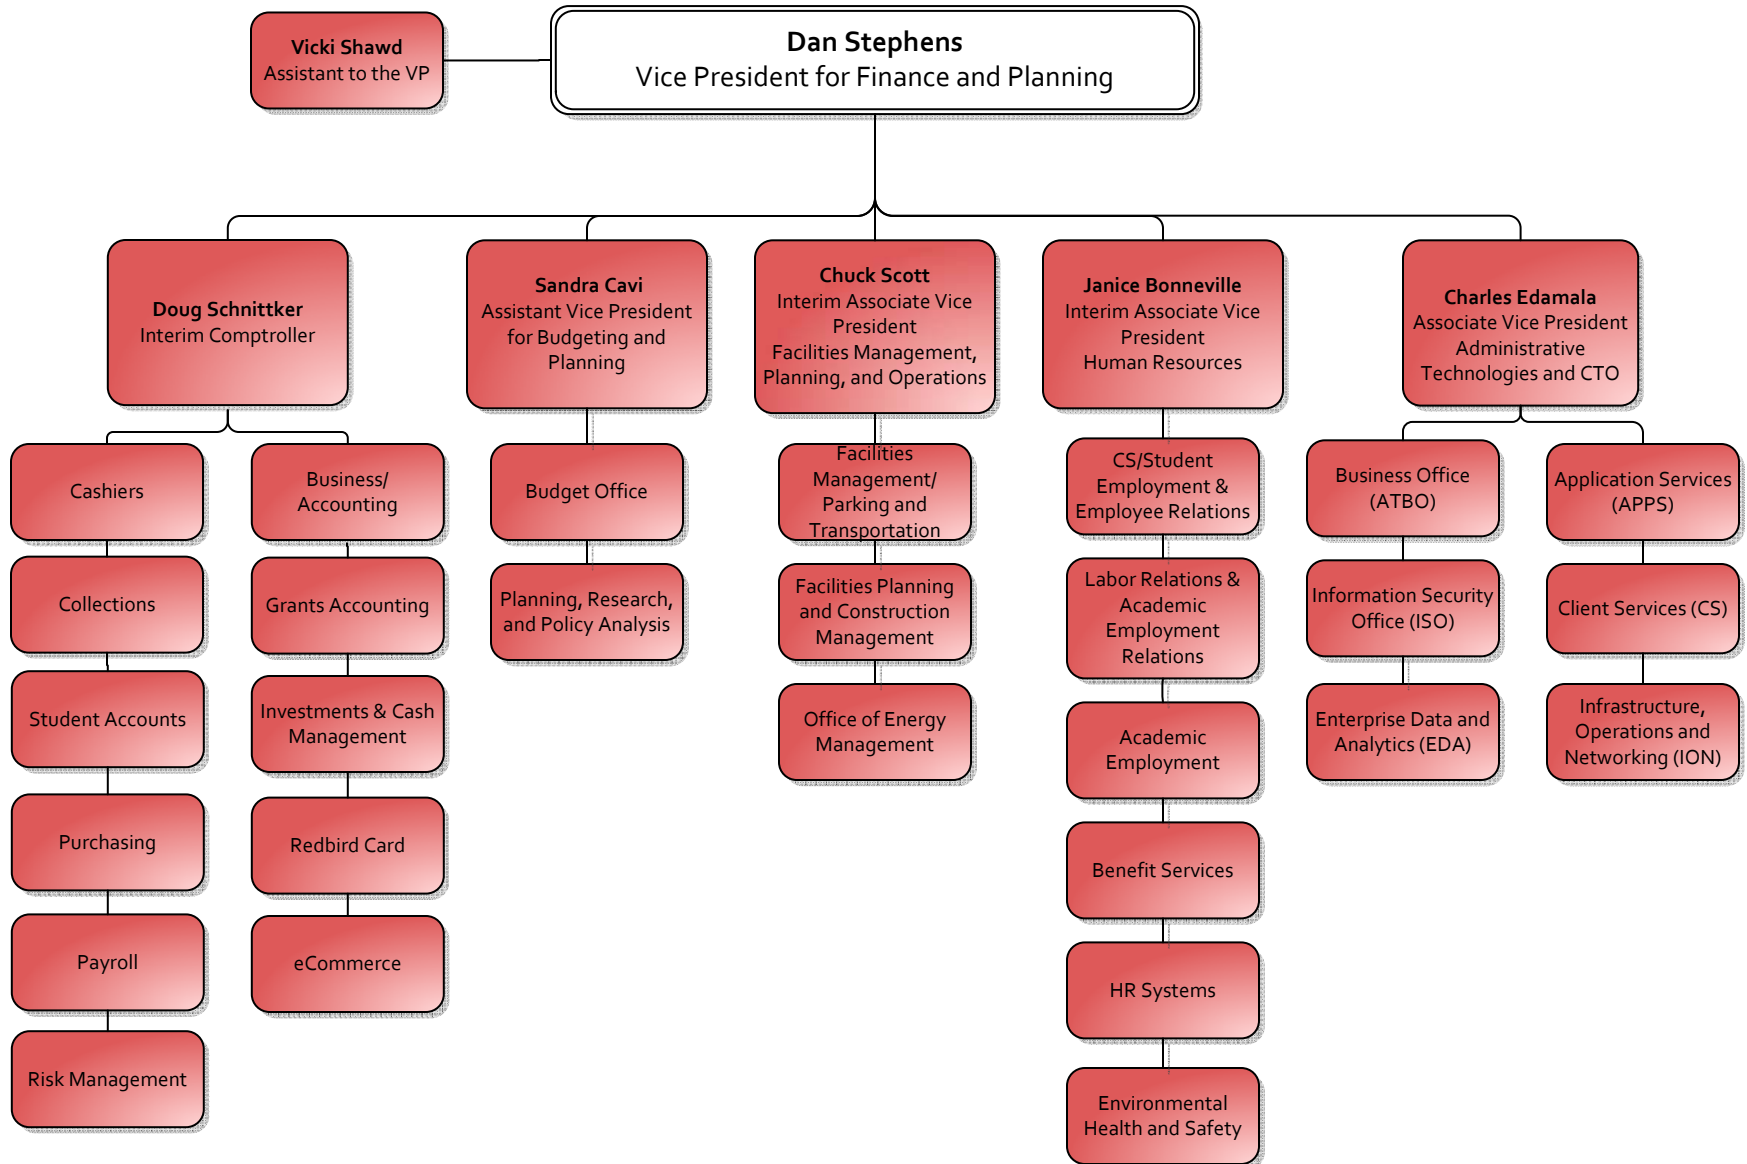 Vicki Shawd
Assistant to the VP
Dan Stephens
Vice President for Finance and Planning
Doug Schnittker
Interim Comptroller
Sandra Cavi
Assistant Vice President
for Budgeting and
Planning
Chuck Scott
Interim Associate Vice
President
Facilities Management,
Planning, and Operations
Janice Bonneville
Interim Associate Vice
President
Human Resources
Charles Edamala
Associate Vice President
Administrative
Technologies and CTO
Cashiers
Collections
Student Accounts
Purchasing
Payroll
Risk Management
Business/
Accounting
Grants Accounting
Investments & Cash
Management
Redbird Card
eCommerce
Budget Office
Planning, Research,
and Policy Analysis
Facilities
Management/
Parking and
Transportation
Facilities Planning
and Construction
Management
Office of Energy
Management
CS/Student
Employment &
Employee Relations
Labor Relations &
Academic
Employment
Relations
Academic
Employment
Benefit Services
HR Systems
Environmental
Health and Safety
Business Office
(ATBO)
Information Security
Office (ISO)
Enterprise Data and
Analytics (EDA)
Application Services
(APPS)
Client Services (CS)
Infrastructure,
Operations and
Networking (ION)